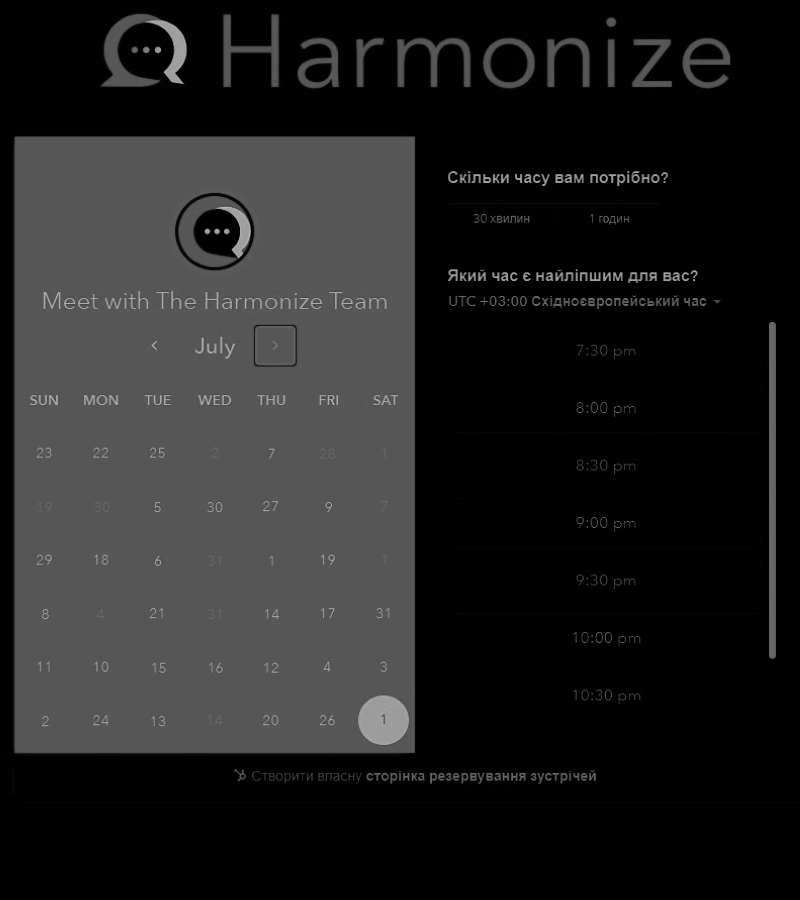 Harmonize
Meet with The Harmonize Team
July
SUN MON TUE WED THU FRI SAT
23 22 25 2 7 28 1
19 30 5 30 27 9 7
29 18 6 31 1 19 1
8 4 21 31 14 17 31
11 10 15 16 12 4 3
2 24 13 14 20 26 1
Скільки часу вам потрібно?
30 хвилин 1 годин
Який час є найліпшим для вас?
UTC +03:00 Східноєвропейський час
7:30 pm
8:00 pm
8:30 pm
9:00 pm
9:30 pm
10:00 pm
10:30 pm
Створити власну сторінка резервування зустрічей